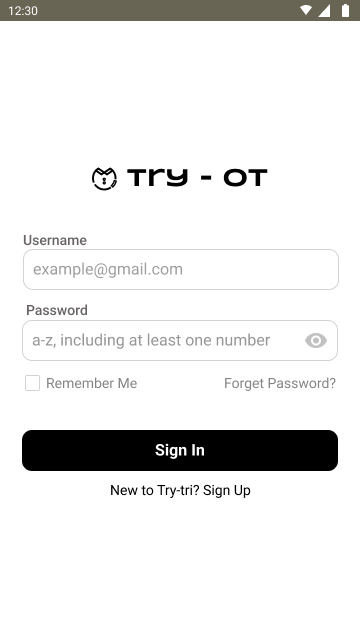 12:30
Try - OT
Username
example@gmail.com
Password
a-z, including at least one number
Remember Me Forget Password?
Sign In
New to Try-tri? Sign Up